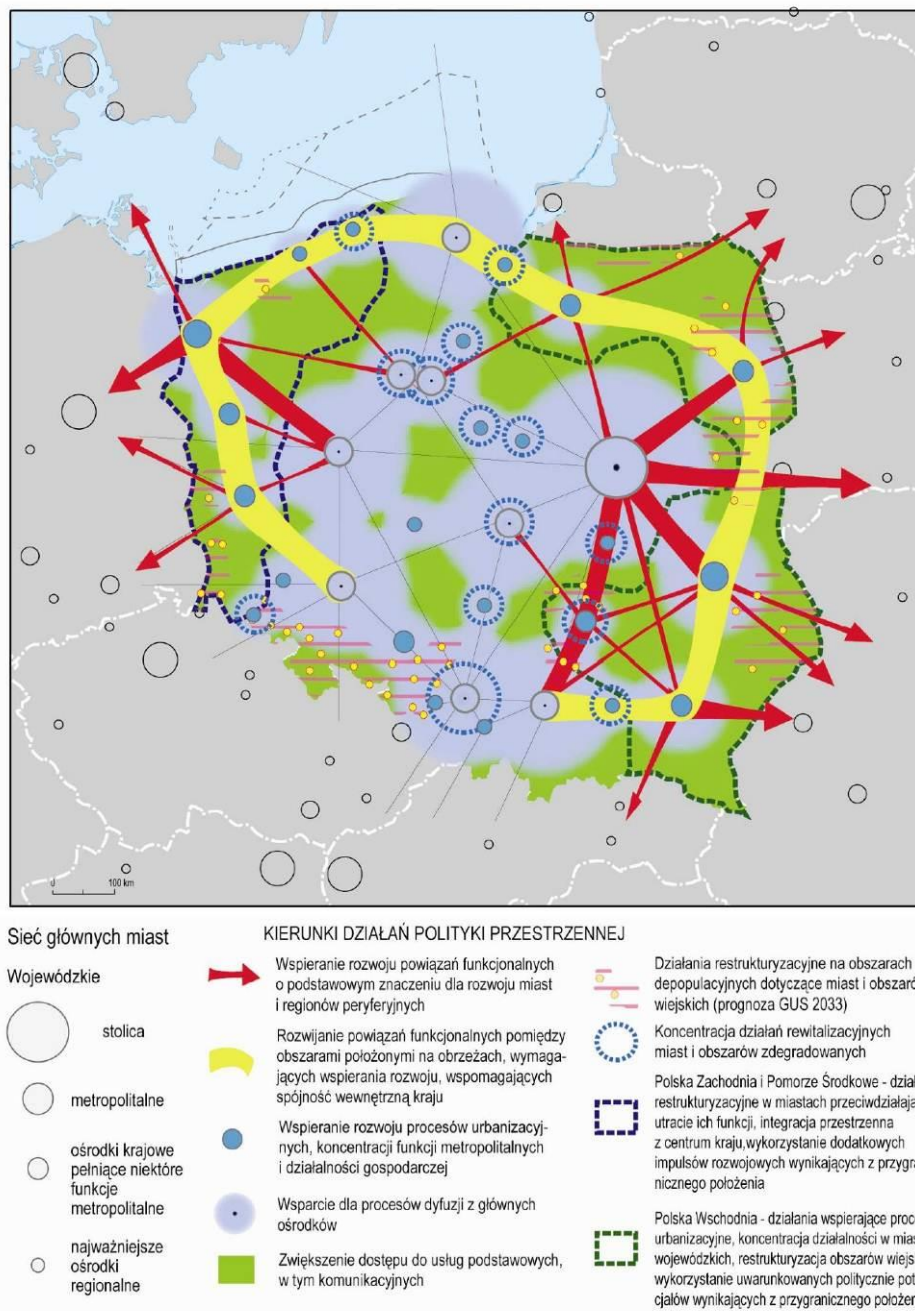 0
100 km
Sieć głównych miast
Wojewódzkie
stolica
metropolitalne
ośrodki krajowe
pełniące niektóre
funkcje
metropolitalne
najważniejsze
ośrodki
regionalne
KIERUNKI DZIAŁAŃ POLITYKI PRZESTRZENNEJ
Wspieranie rozwoju powiązań funkcjonalnych
o podstawowym znaczeniu dla rozwoju miast
i regionów peryferyjnych
Rozwijanie powiązań funkcjonalnych pomiędzy
obszarami położonymi na obrzeżach, wymaga-
jących wspierania rozwoju, wspomagających
spójność wewnętrzną kraju
Wspieranie rozwoju procesów urbanizacyj-
nych, koncentracji funkcji metropolitalnych
i działalności gospodarczej
Wsparcie dla procesów dyfuzji z głównych
ośrodków
Zwiększenie dostępu do usług podstawowych,
w tym komunikacyjnych
Działania restrukturyzacyjne na obszarach
depopulacyjnych dotyczące miast i obszaró
wiejskich (prognoza GUS 2033)
Koncentracja działań rewitalizacyjnych
miast i obszarów zdegradowanych
Polska Zachodnia i Pomorze Środkowe - dział
restrukturyzacyjne w miastach przeciwdziałają
utracie ich funkcji, integracja przestrzenna
z centrum kraju,wykorzystanie dodatkowych
impulsów rozwojowych wynikających z przygra
nicznego położenia
Polska Wschodnia - działania wspierające proce
urbanizacyjne, koncentracja działalności w mias
wojewódzkich, restrukturyzacja obszarów wiejs
wykorzystanie uwarunkowanych politycznie pot
cjałów wynikających z przygranicznego położen